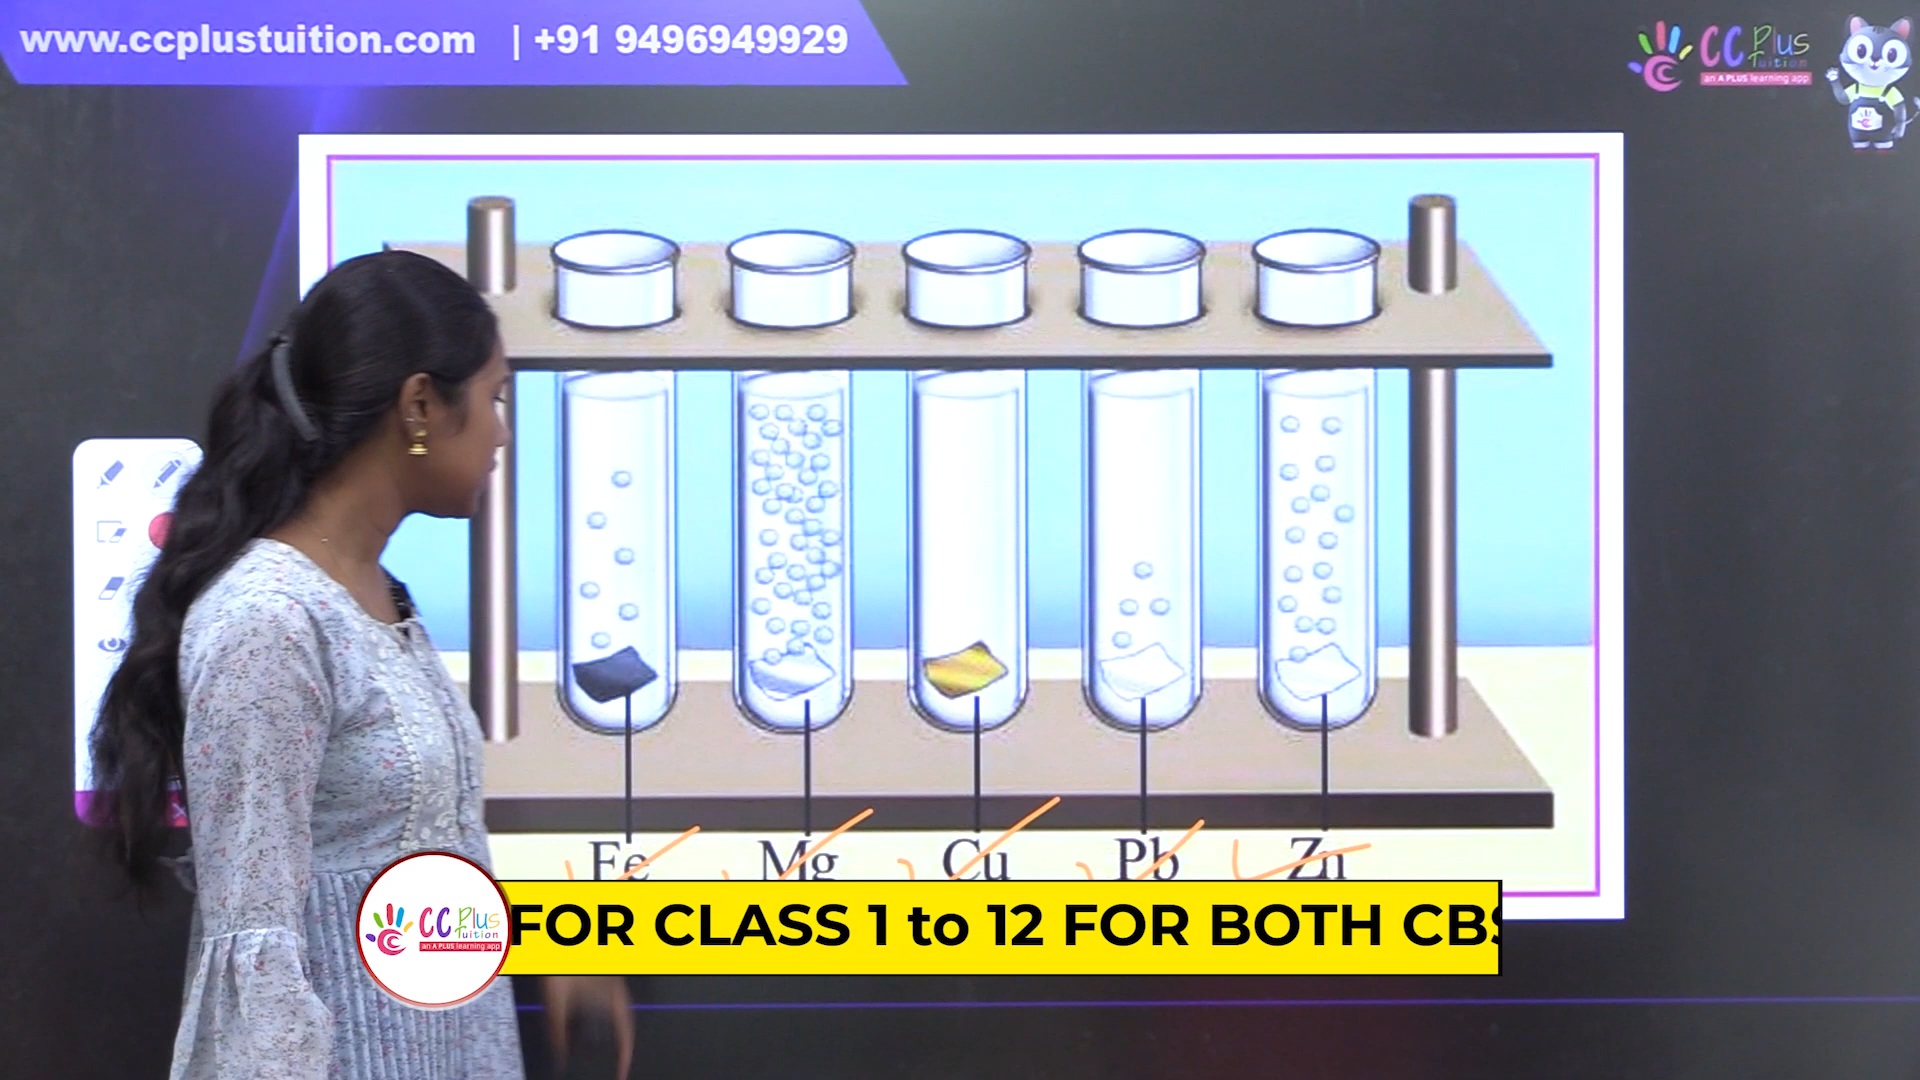 www.ccplustuition.com | +91 9496949929
CC Plus
Tuition
an A PLUS learning app
Fe Mg Cu Pb Zn
CC Plus
Tuition
an A PLUS learning app
FOR CLASS 1 to 12 FOR BOTH CBS